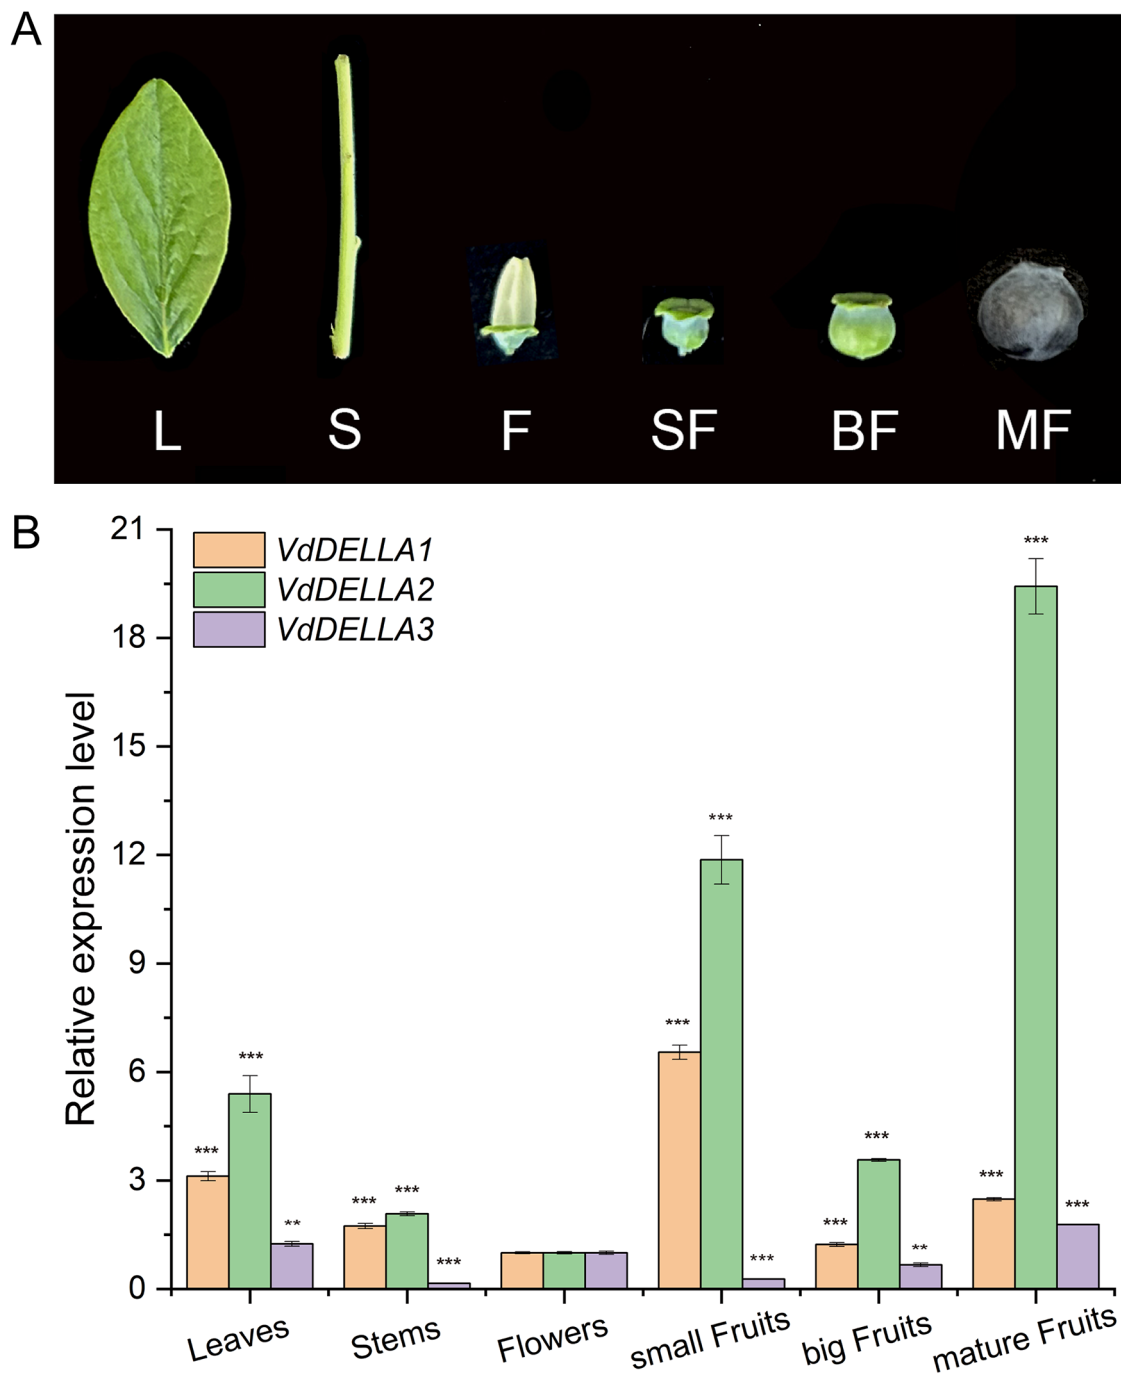 A
L S F SF BF MF
B
VdDELLA1
VdDELLA2
VdDELLA3
Relative expression level
21
18
15
12
9
6
3
0
*** *** **
*** *** ***
*** *** ***
*** *** **
*** *** ***
Leaves Stems Flowers small Fruits big Fruits mature Fruits